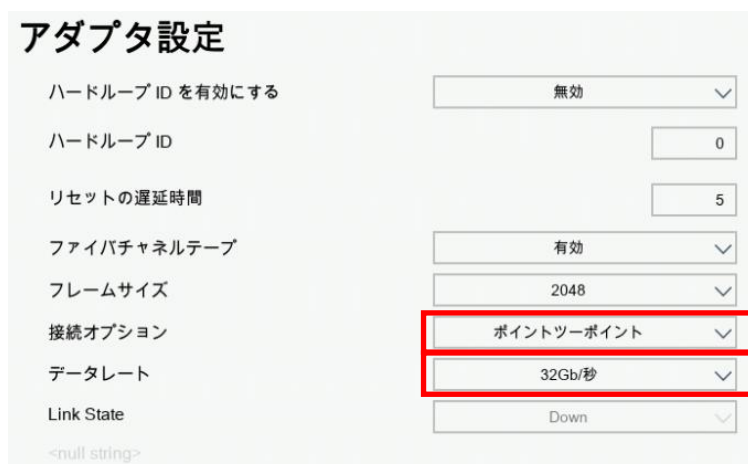 アダプタ設定
ハードループ ID を有効にする 無効
ハードループ ID 0
リセットの遅延時間 5
ファイバチャネルテープ 有効
フレームサイズ 2048
接続オプション ポイントツーポイント
データレート 32Gb/秒
Link State Down
<null string>